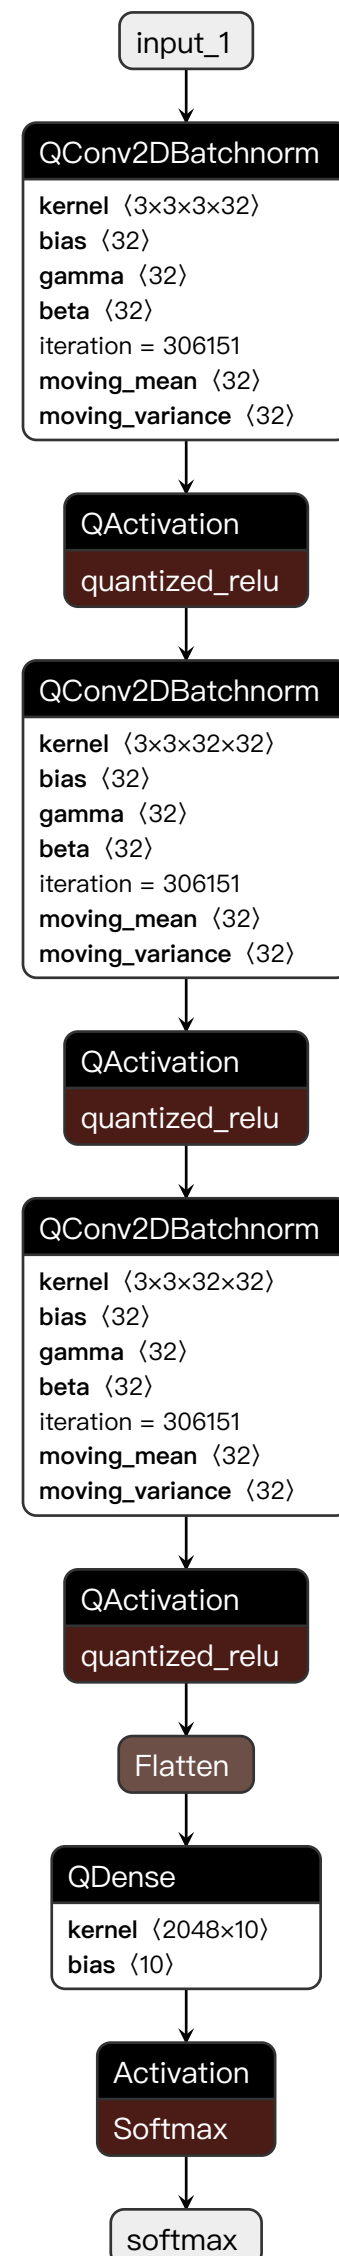 input_1
QConv2DBatchnorm
kernel 〈3×3×3×32〉
bias 〈32〉
gamma 〈32〉
beta 〈32〉
iteration = 306151
moving_mean 〈32〉
moving_variance 〈32〉
QActivation
quantized_relu
QConv2DBatchnorm
kernel 〈3×3×32×32〉
bias 〈32〉
gamma 〈32〉
beta 〈32〉
iteration = 306151
moving_mean 〈32〉
moving_variance 〈32〉
QActivation
quantized_relu
QConv2DBatchnorm
kernel 〈3×3×32×32〉
bias 〈32〉
gamma 〈32〉
beta 〈32〉
iteration = 306151
moving_mean 〈32〉
moving_variance 〈32〉
QActivation
quantized_relu
Flatten
QDense
kernel 〈2048×10〉
bias 〈10〉
Activation
Softmax
softmax